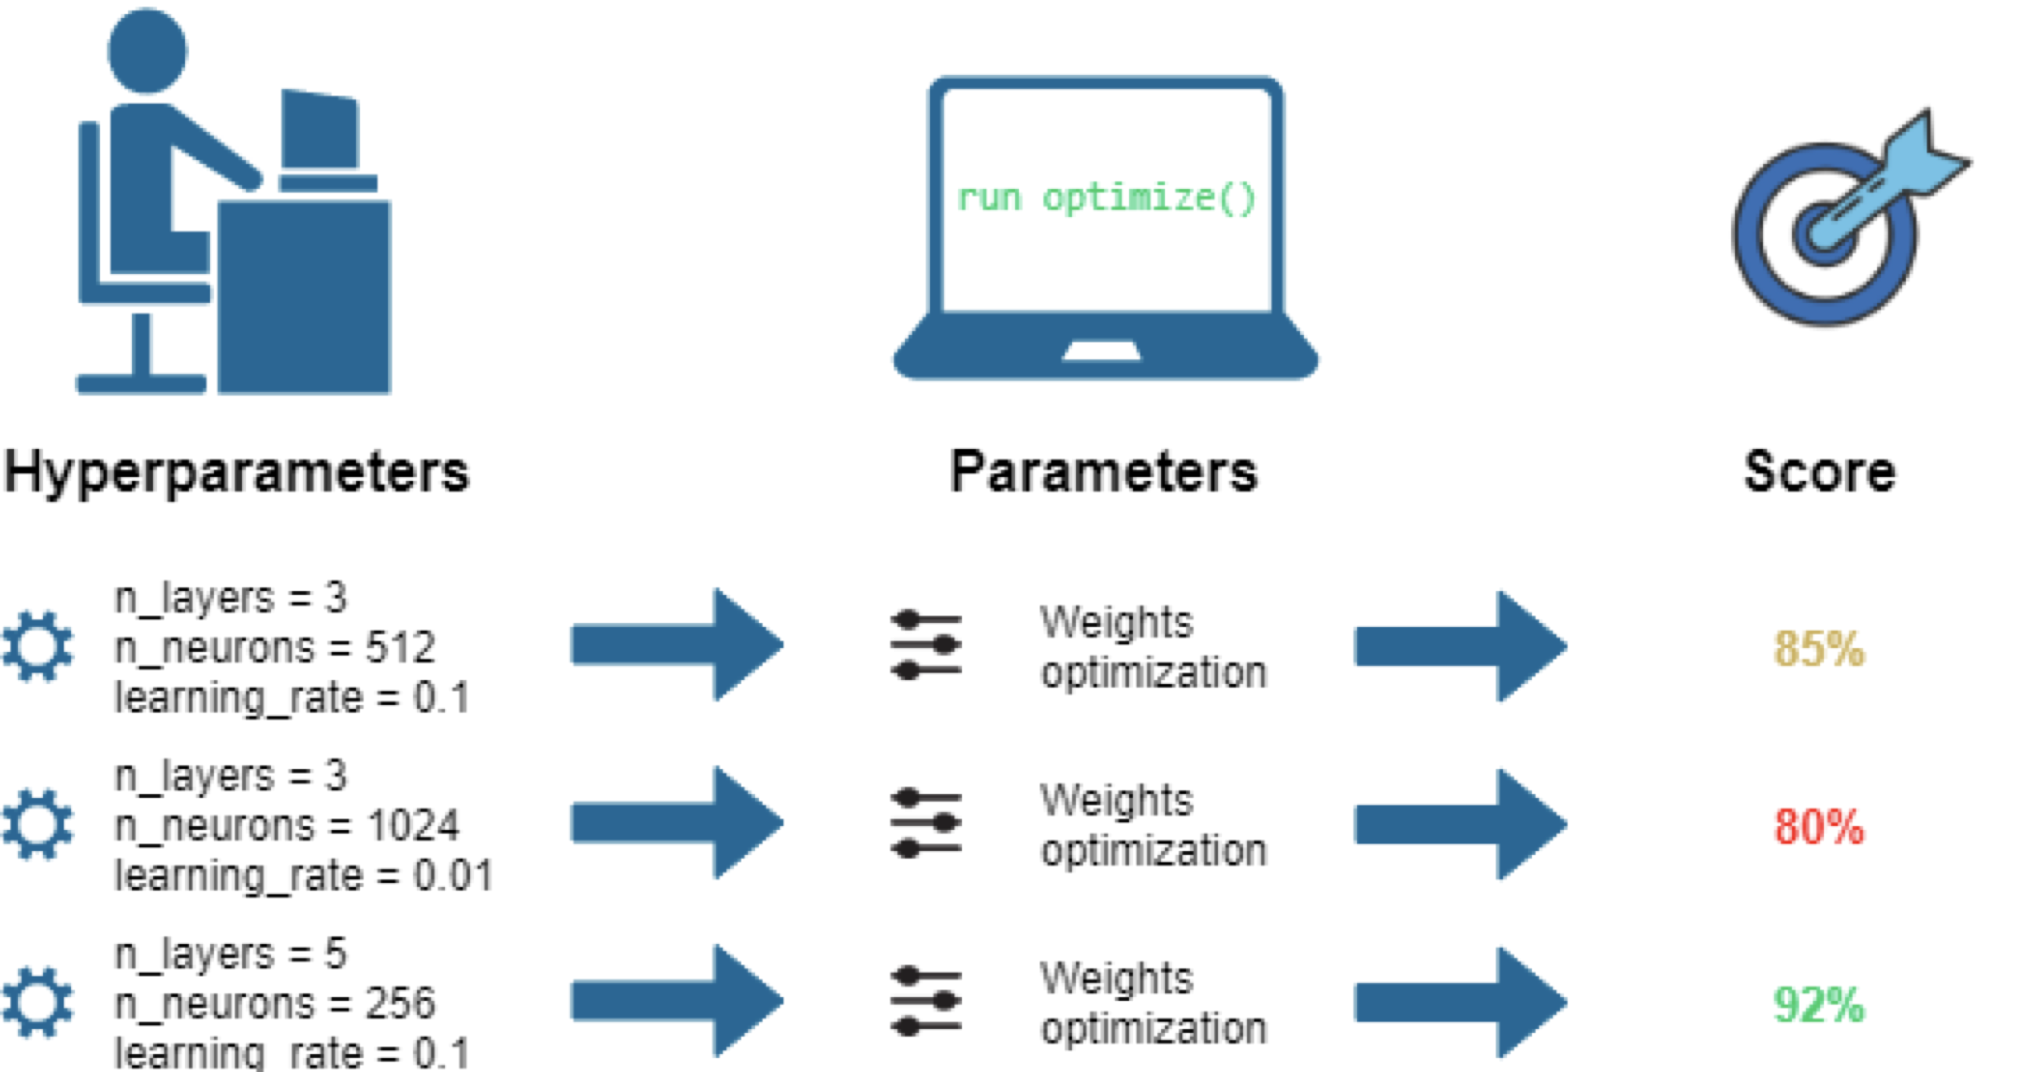 run optimize()
Hyperparameters
Parameters
Score
n_layers = 3
n_neurons = 512
learning_rate = 0.1
Weights
optimization
85%
n_layers = 3
n_neurons = 1024
learning_rate = 0.01
Weights
optimization
80%
n_layers = 5
n_neurons = 256
learning_rate = 0.1
Weights
optimization
92%